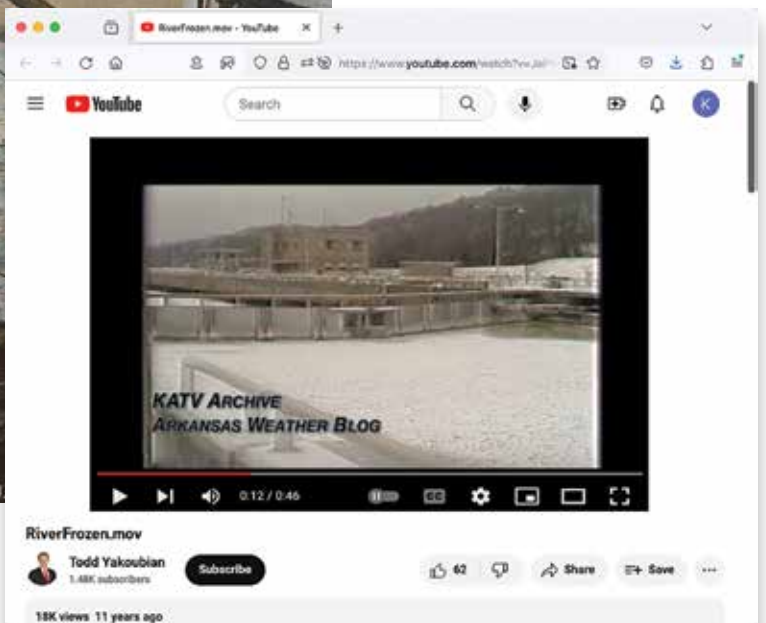 RiverFrozen.mov - YouTube
https://www.youtube.com/watch?v=
YouTube
Search
K
KATV ARCHIVE
ARKANSAS WEATHER BLOG
0:12 / 0:46
CC
RiverFrozen.mov
Todd Yakoubian
1.48K subscribers
Subscribe
62
Share
Save
18K views 11 years ago